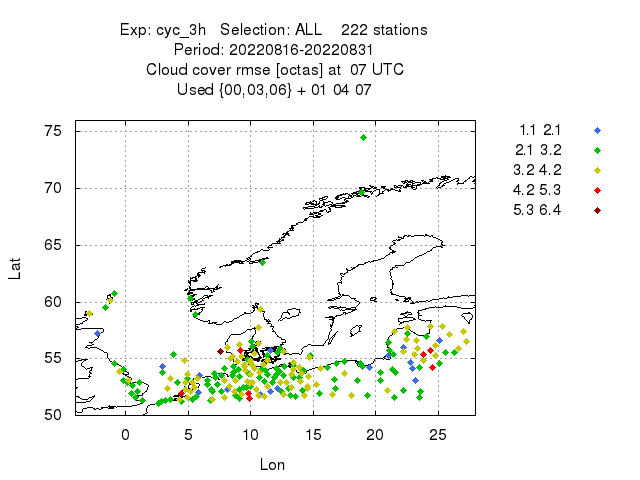 Exp: cyc_3h   Selection: ALL    222 stations
Period: 20220816-20220831
Cloud cover rmse [octas] at  07 UTC
Used {00,03,06} + 01 04 07
1.1 2.1
2.1 3.2
3.2 4.2
4.2 5.3
5.3 6.4
75
70
65
60
55
50
Lat
0 5 10 15 20 25
Lon